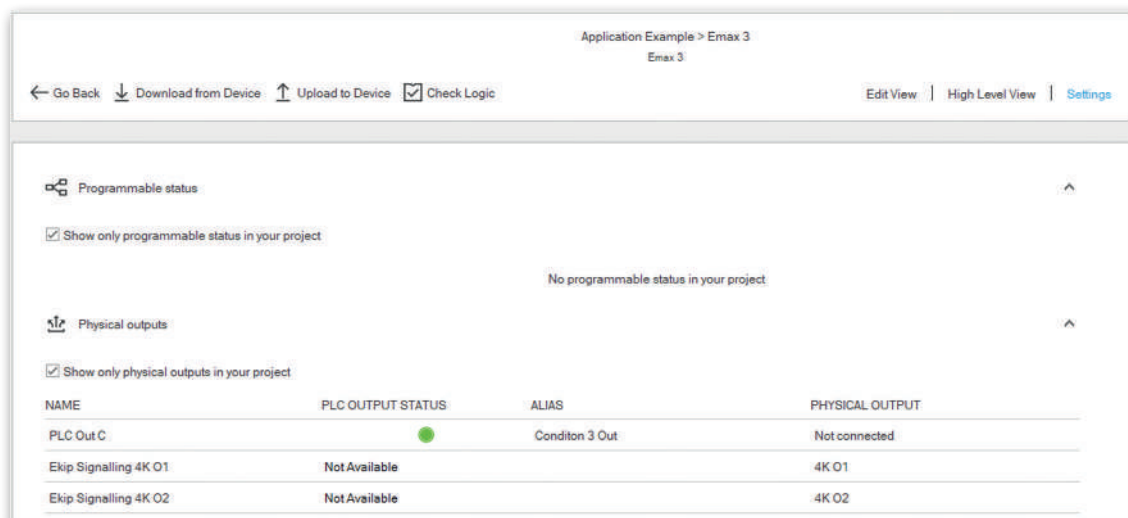 Application Example > Emax 3
Emax 3
Go Back Download from Device Upload to Device Check Logic Edit View | High Level View | Settings
Programmable status
Show only programmable status in your project
No programmable status in your project
Physical outputs
Show only physical outputs in your project
NAME PLC OUTPUT STATUS ALIAS PHYSICAL OUTPUT
PLC Out C Conditon 3 Out Not connected
Ekip Signalling 4K O1 Not Available 4K O1
Ekip Signalling 4K O2 Not Available 4K O2